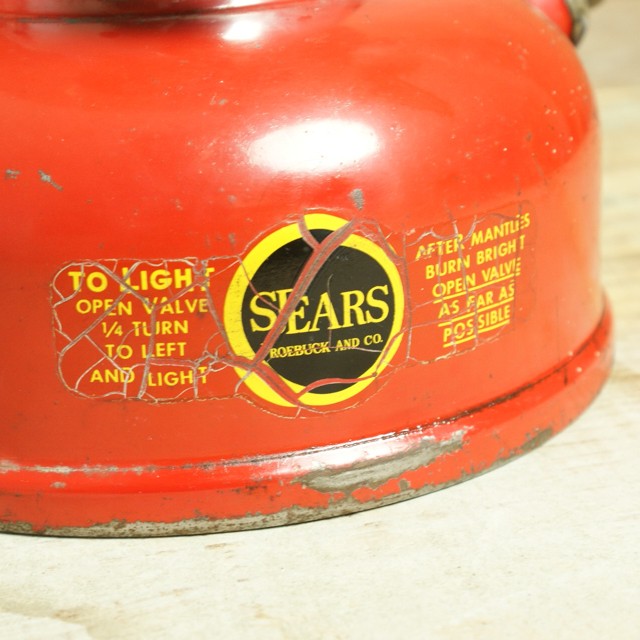 TO LIGHT
OPEN VALVE
1/4 TURN
TO LEFT
AND LIGHT
SEARS
ROEBUCK AND CO.
AFTER MANTLES
BURN BRIGHT
OPEN VALVE
AS FAR AS
POSSIBLE